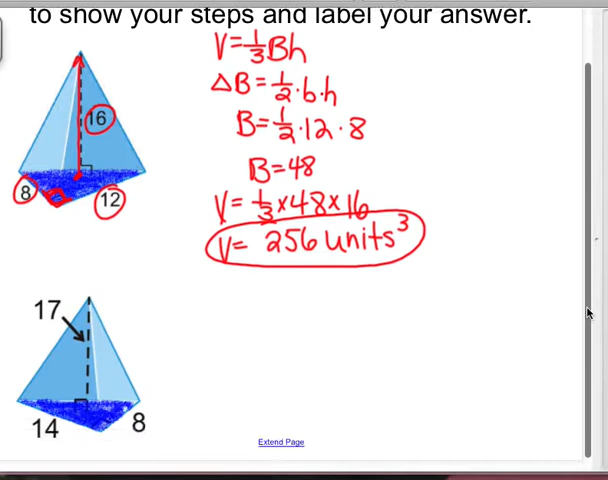 to show your steps and label your answer.
V=⅓Bh
△B=½·b·h
16
B=½·12·8
B=48
8
12
V=⅓×48×16
V= 256 units³
17
14
8
Extend Page